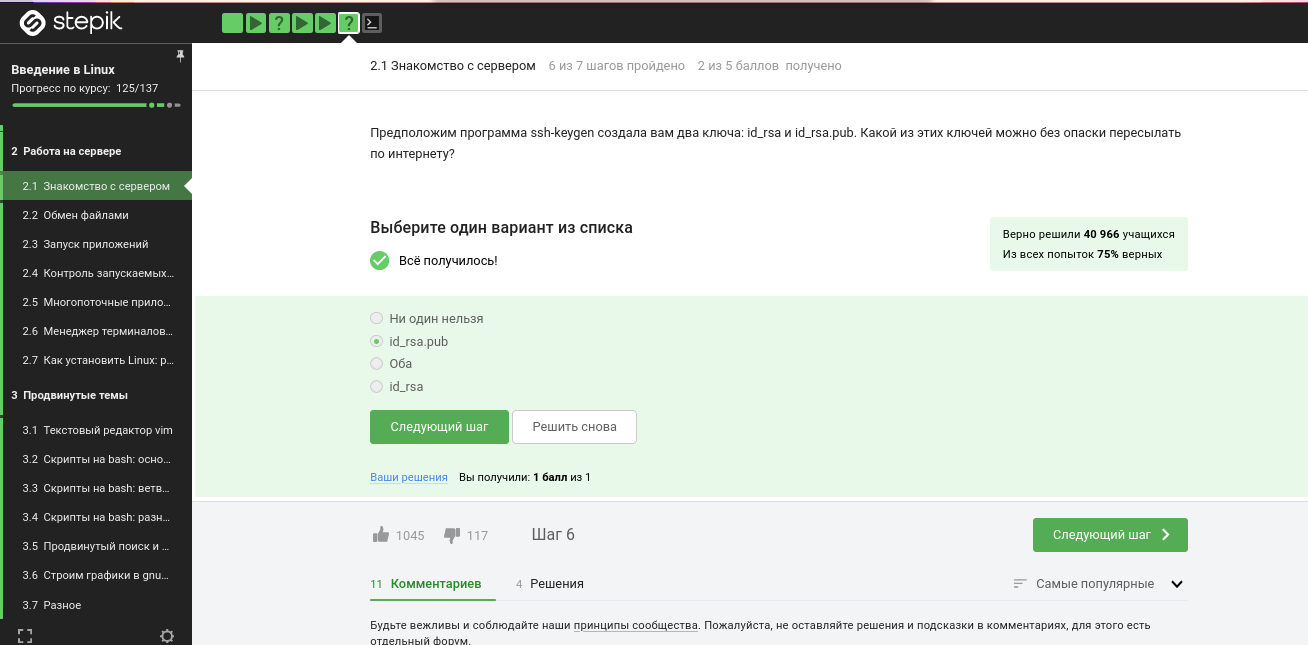 stepik
? ?
Введение в Linux
Прогресс по курсу: 125/137
2 Работа на сервере
2.1 Знакомство с сервером
2.2 Обмен файлами
2.3 Запуск приложений
2.4 Контроль запускаемых...
2.5 Многопоточные прило...
2.6 Менеджер терминалов...
2.7 Как установить Linux: р...
3 Продвинутые темы
3.1 Текстовый редактор vim
3.2 Скрипты на bash: осно...
3.3 Скрипты на bash: ветв...
3.4 Скрипты на bash: разн...
3.5 Продвинутый поиск и ...
3.6 Строим графики в gnu...
3.7 Разное
2.1 Знакомство с сервером 6 из 7 шагов пройдено 2 из 5 баллов получено
Предположим программа ssh-keygen создала вам два ключа: id_rsa и id_rsa.pub. Какой из этих ключей можно без опаски пересылать
по интернету?
Выберите один вариант из списка
Всё получилось!
Верно решили 40 966 учащихся
Из всех попыток 75% верных
Ни один нельзя
id_rsa.pub
Оба
id_rsa
Следующий шаг Решить снова
Ваши решения Вы получили: 1 балл из 1
1045 117 Шаг 6 Следующий шаг
11 Комментариев 4 Решения Самые популярные
Будьте вежливы и соблюдайте наши принципы сообщества. Пожалуйста, не оставляйте решения и подсказки в комментариях, для этого есть
отдельный форум.